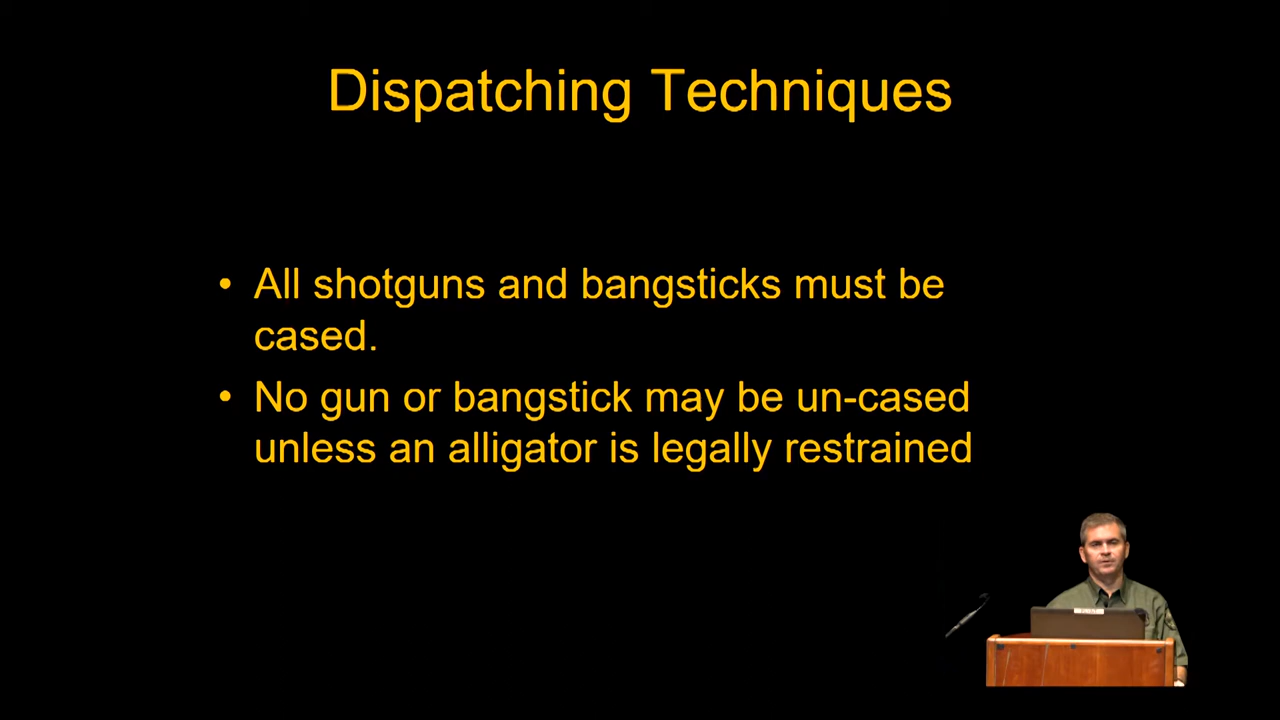 Dispatching Techniques
• All shotguns and bangsticks must be
cased.
• No gun or bangstick may be un-cased
unless an alligator is legally restrained